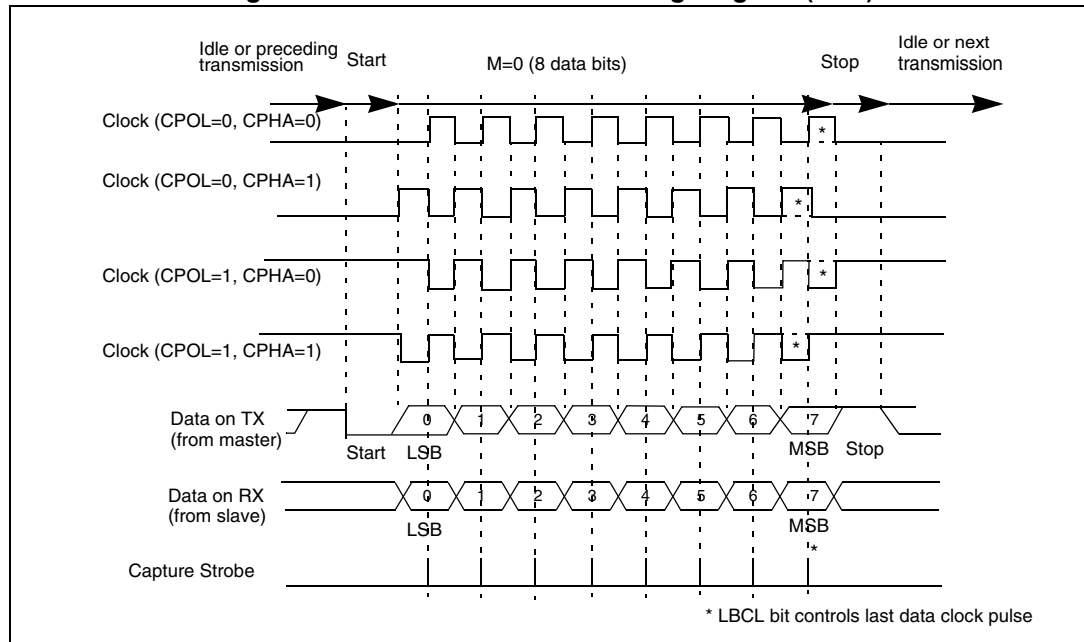 Idle or preceding
transmission
Start
M=0 (8 data bits)
Stop
Idle or next
transmission
Clock (CPOL=0, CPHA=0)
*
Clock (CPOL=0, CPHA=1)
*
Clock (CPOL=1, CPHA=0)
*
Clock (CPOL=1, CPHA=1)
*
Data on TX
(from master)
0 1 2 3 4 5 6 7
Start LSB MSB Stop
Data on RX
(from slave)
0 1 2 3 4 5 6 7
LSB MSB
*
Capture Strobe
* LBCL bit controls last data clock pulse